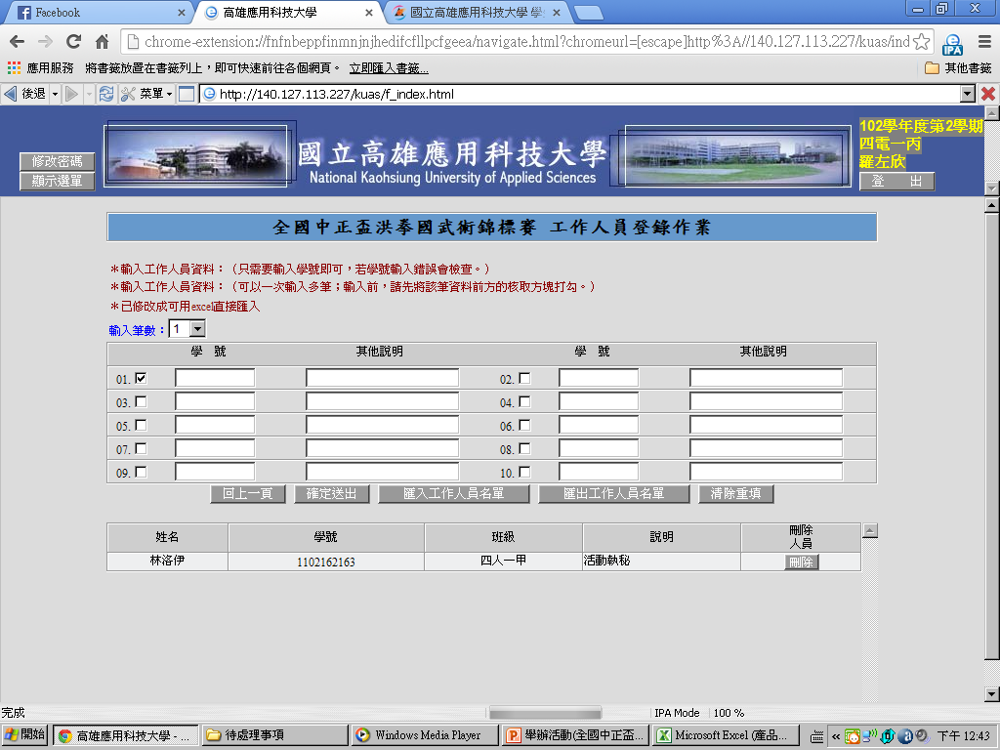 Facebook
高雄應用科技大學
國立高雄應用科技大學 學
chrome-extension://fnfnbeppfinmnjnjhedifcfllpcfgeea/navigate.html?chromeurl=[escape]http%3A//140.127.113.227/kuas/ind
IPA
應用服務 將書籤放置在書籤列上，即可快速前往各個網頁。 立即匯入書籤... 其他書籤
後退 菜單 http://140.127.113.227/kuas/f_index.html
修改密碼
顯示選單
國立高雄應用科技大學
National Kaohsiung University of Applied Sciences
102學年度第2學期
四電一丙
羅左欣
登 出
全國中正盃洪拳國武術錦標賽 工作人員登錄作業
＊輸入工作人員資料：（只需要輸入學號即可，若學號輸入錯誤會檢查。）
＊輸入工作人員資料：（可以一次輸入多筆；輸入前，請先將該筆資料前方的核取方塊打勾。）
＊已修改成可用excel直接匯入
輸入筆數：1
學 號 其他說明 學 號 其他說明
01. 02.
03. 04.
05. 06.
07. 08.
09. 10.
回上一頁 確定送出 匯入工作人員名單 匯出工作人員名單 清除重填
姓名 學號 班級 說明 刪除
人員
林洛伊 1102162163 四人一甲 活動執秘 刪除
完成 IPA Mode 100 %
開始 高雄應用科技大學 - ... 待處理事項 Windows Media Player 舉辦活動(全國中正盃... Microsoft Excel (產品... 下午 12:43